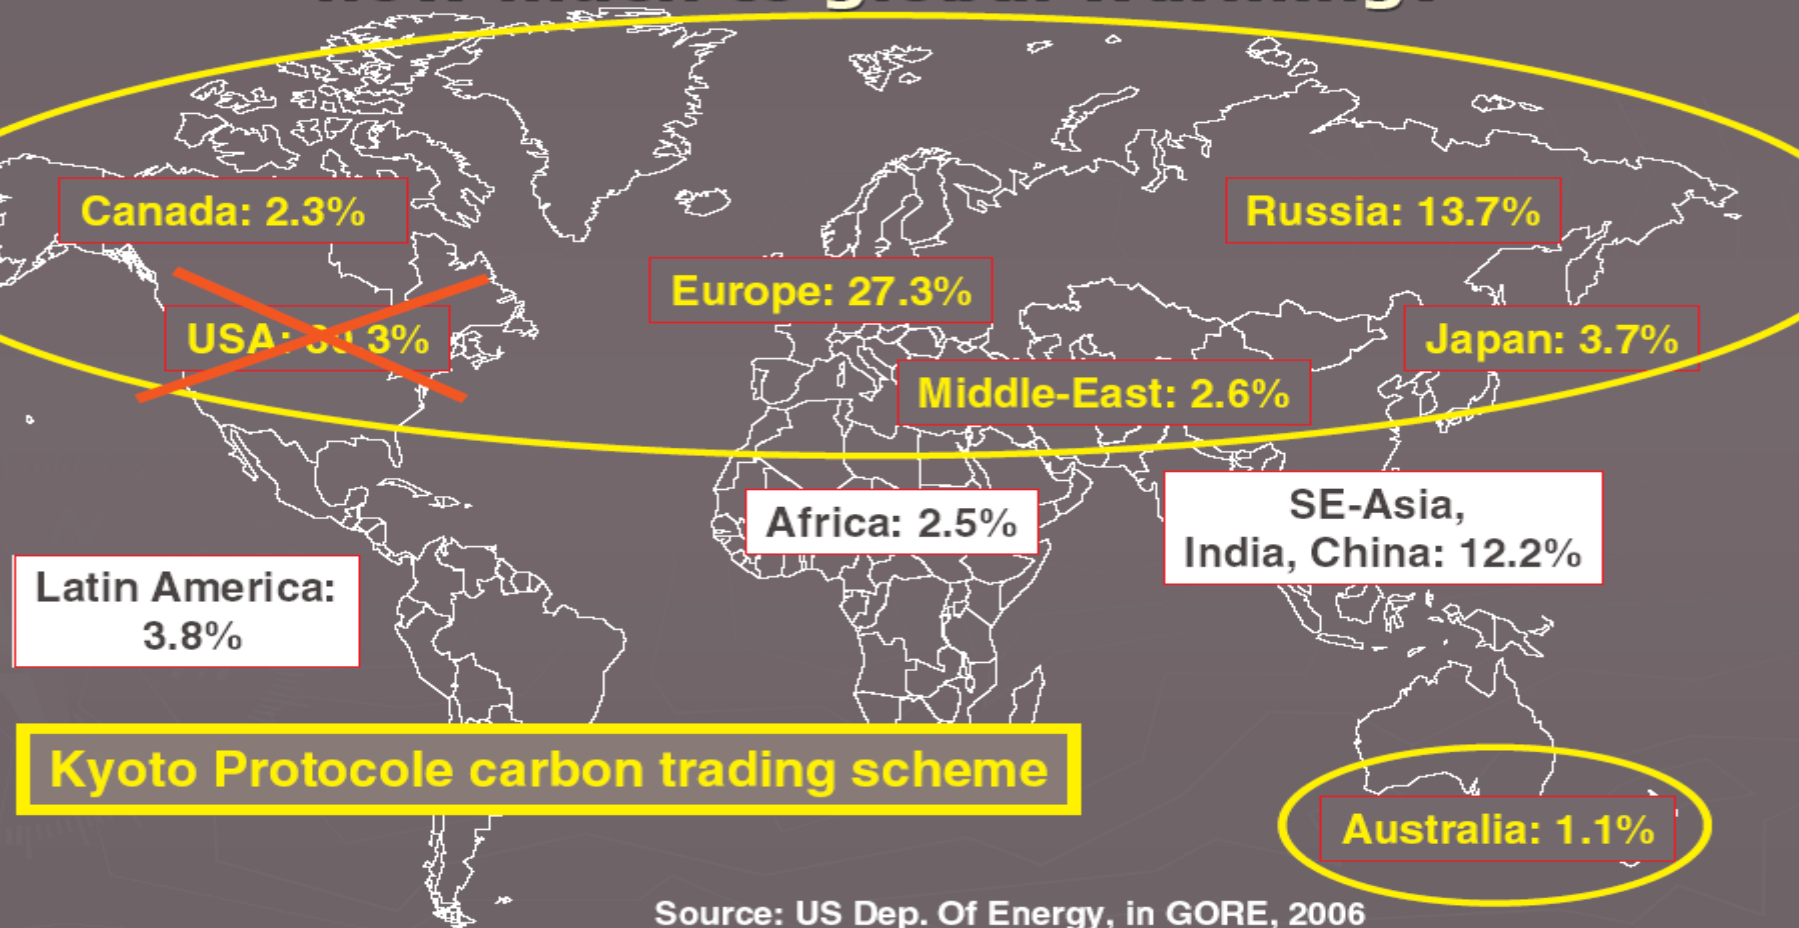 Canada: 2.3%
Russia: 13.7%
Europe: 27.3%
USA:
Japan: 3.7%
Middle-East: 2.6%
Africa: 2.5%
SE-Asia,
India, China: 12.2%
Latin America:
3.8%
Kyoto Protocole carbon trading scheme
Australia: 1.1%
Source: US Dep. Of Energy, in GORE, 2006